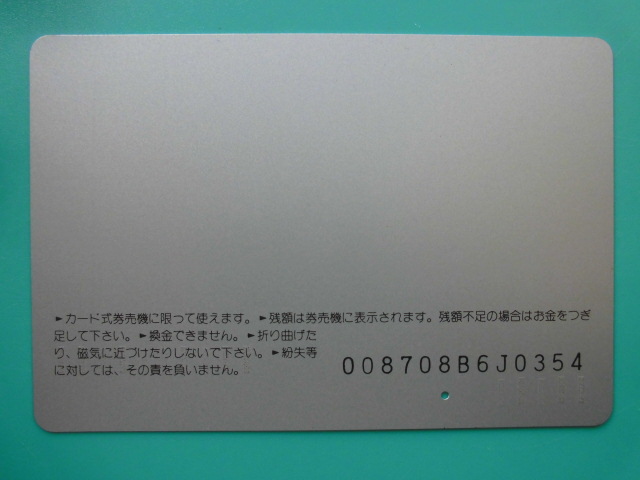 ►カード式券売機に限って使えます。►残額は券売機に表示されます。残額不足の場合はお金をつぎ
足して下さい。►換金できません。►折り曲げた
り、磁気に近づけたりしないで下さい。►紛失等
に対しては、その責を負いません。
008708B6J0354